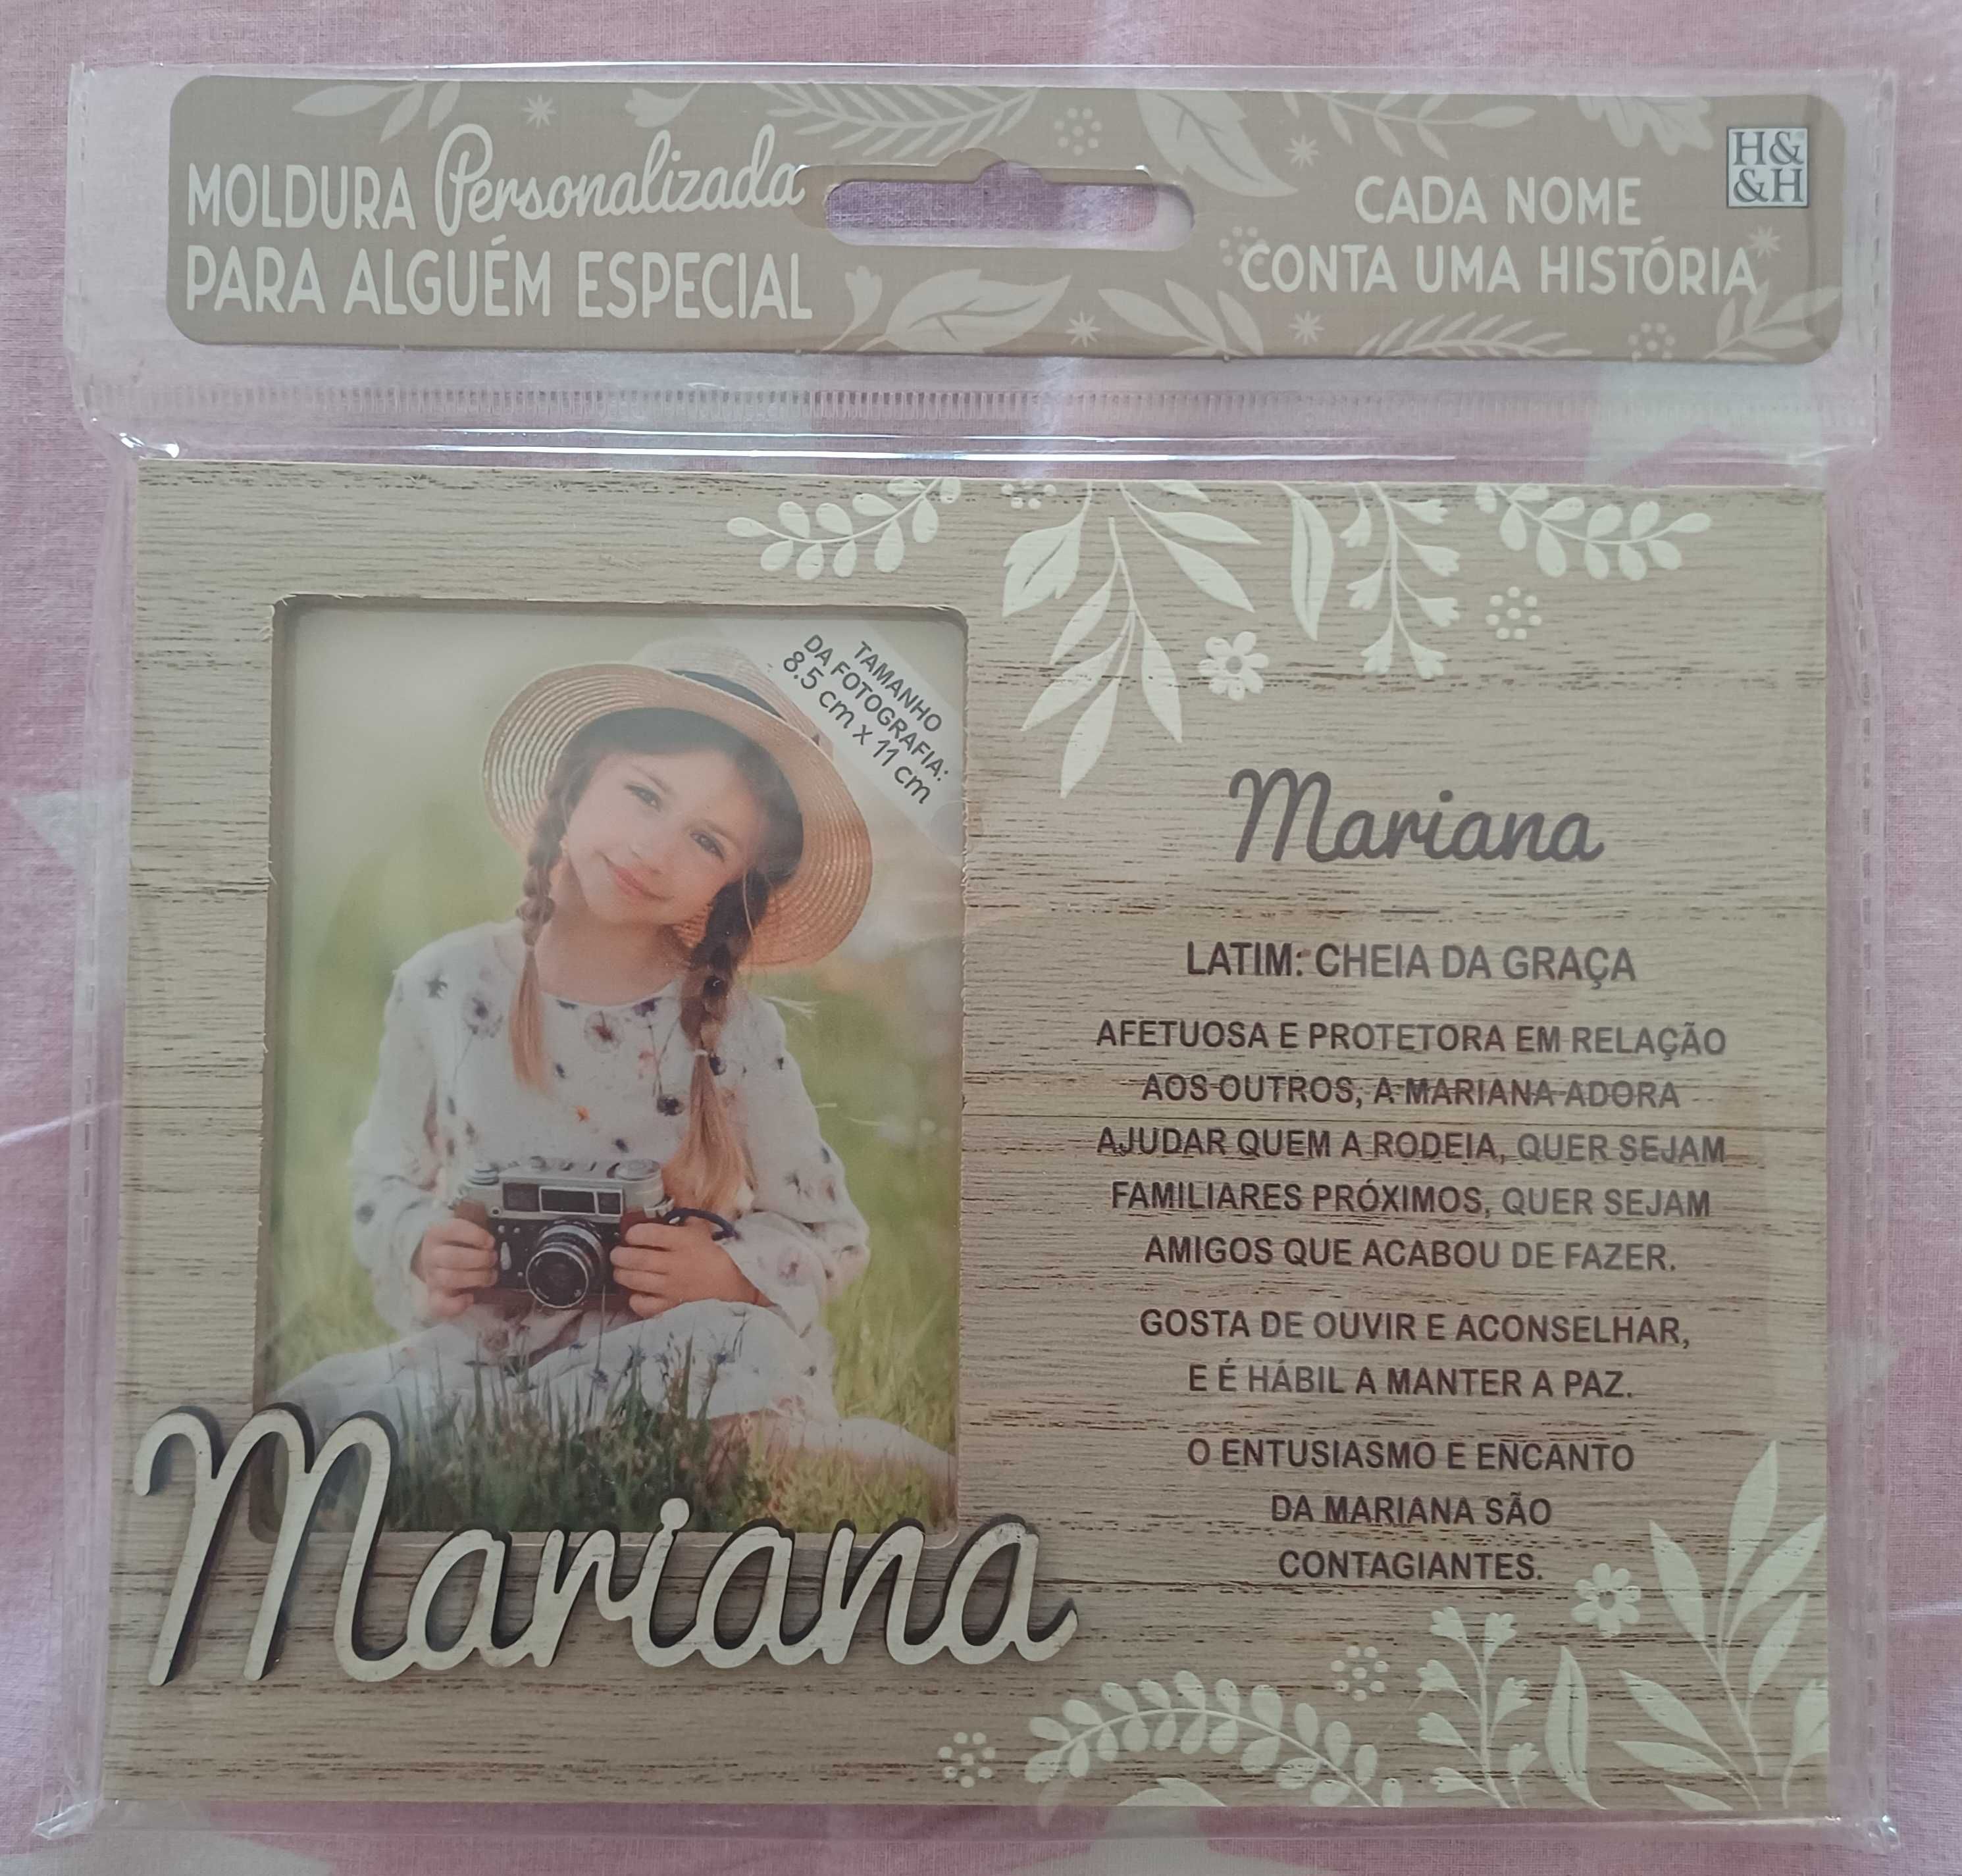 MOLDURA Personalizada
PARA ALGUÉM ESPECIAL
CADA NOME
CONTA UMA HISTÓRIA
H&
&H
TAMANHO
DA FOTOGRAFIA:
8.5 cm x 11 cm
Mariana
Mariana
LATIM: CHEIA DA GRAÇA
AFETUOSA E PROTETORA EM RELAÇÃO
AOS OUTROS, A MARIANA ADORA
AJUDAR QUEM A RODEIA, QUER SEJAM
FAMILIARES PRÓXIMOS, QUER SEJAM
AMIGOS QUE ACABOU DE FAZER.
GOSTA DE OUVIR E ACONSELHAR,
E É HÁBIL A MANTER A PAZ.
O ENTUSIASMO E ENCANTO
DA MARIANA SÃO
CONTAGIANTES.